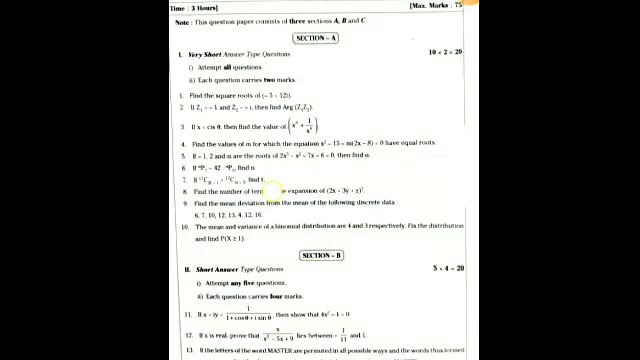 Time : 3 Hours] [Max. Marks : 75
Note : This question paper consists of three sections A, B and C.
SECTION - A
I. Very Short Answer Type Questions 10 × 2 = 20
i) Attempt all questions.
ii) Each question carries two marks.
1. Find the square roots of (- 5 + 12i).
2. If Z₁ = - 1 and Z₂ = - i, then find Arg (Z₁Z₂).
3. If x = cis θ, then find the value of (x⁶ + 1/x⁶)
4. Find the values of m for which the equation x² - 15 - m(2x - 8) = 0 have equal roots.
5. If - 1, 2 and α are the roots of 2x³ + x² - 7x - 6 = 0, then find α.
6. If ⁿP₇ = 42 ⁿP₅, find n.
7. If find t.
8. Find the number of expansion of (2x + 3y + z)⁷
9. Find the mean deviation from the mean of the following discrete data :
6, 7, 10, 12, 13, 4, 12, 16.
10. The mean and variance of a binomial distribution are 4 and 3 respectively. Fix the distribution
and find P(X ≥ 1).
SECTION - B
II. Short Answer Type Questions 5 × 4 = 20
i) Attempt any five questions.
ii) Each question carries four marks.
11. If x + iy = 1/(1 + cos θ + i sin θ), then show that 4x² - 1 = 0.
12. If x is real, prove that x/(x² - 5x + 9) lies between - 1/11 and 1.
13. If the letters of the word MASTER are permuted in all possible ways and the words thus formed